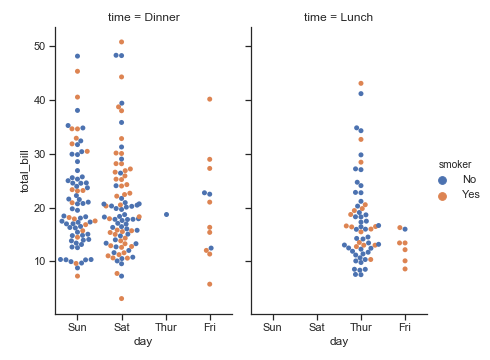 time = Dinner
time = Lunch
50
40
30
20
10
total_bill
Sun Sat Thur Fri
day
Sun Sat Thur Fri
day
smoker
No
Yes